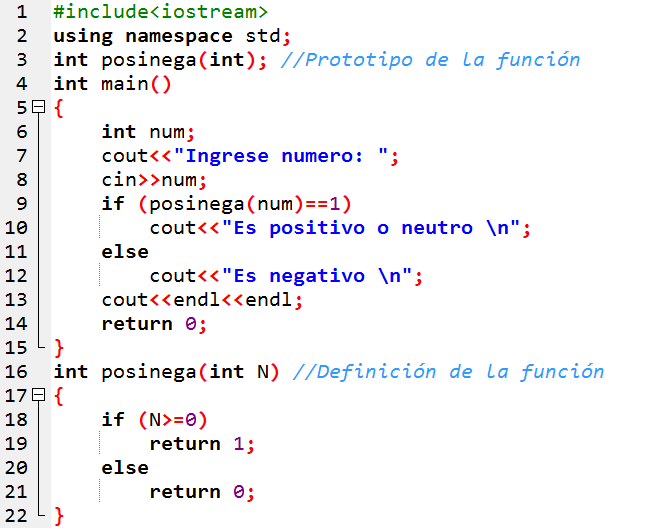 1 #include<iostream>
2 using namespace std;
3 int posinega(int); //Prototipo de la función
4 int main()
5 {
6     int num;
7     cout<<"Ingrese numero: ";
8     cin>>num;
9     if (posinega(num)==1)
10         cout<<"Es positivo o neutro \n";
11     else
12         cout<<"Es negativo \n";
13     cout<<endl<<endl;
14     return 0;
15 }
16 int posinega(int N) //Definición de la función
17 {
18     if (N>=0)
19         return 1;
20     else
21         return 0;
22 }